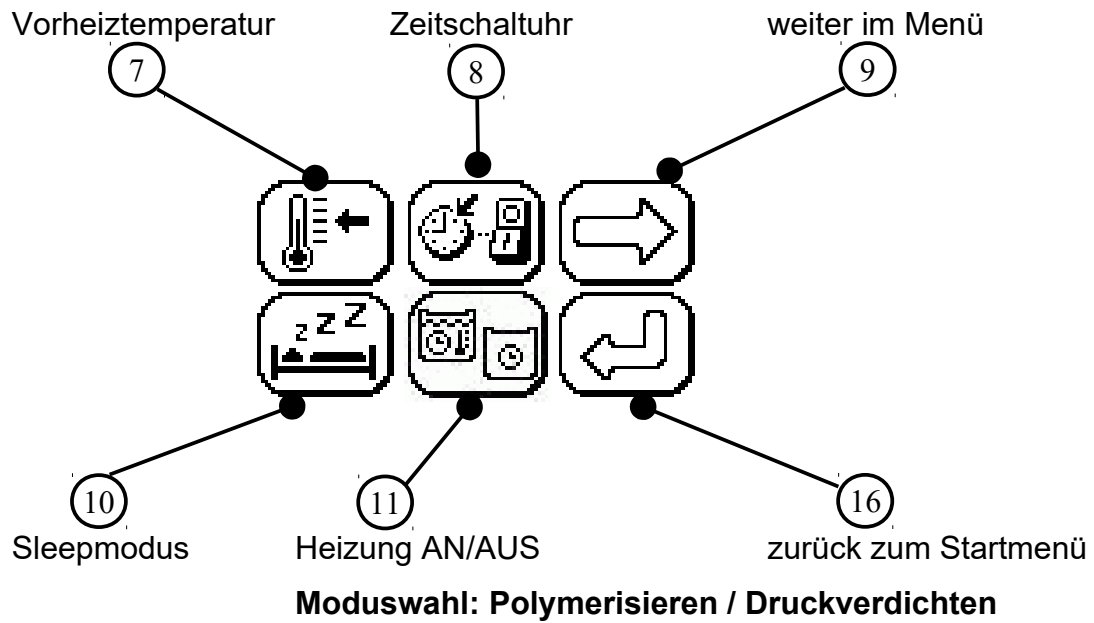 Vorheiztemperatur Zeitschaltuhr weiter im Menü
7 8 9
z z Z
10 11 16
Sleepmodus Heizung AN/AUS zurück zum Startmenü
Moduswahl: Polymerisieren / Druckverdichten